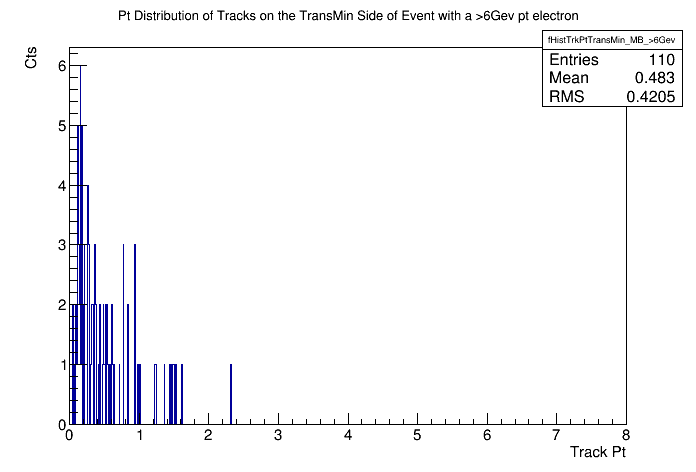 Pt Distribution of Tracks on the TransMin Side of Event with a >6Gev pt electron
fHistTrkPtTransMin_MB_>6Gev
Entries 110
Mean 0.483
RMS 0.4205
Cts
6
5
4
3
2
1
0
0 1 2 3 4 5 6 7 8
Track Pt